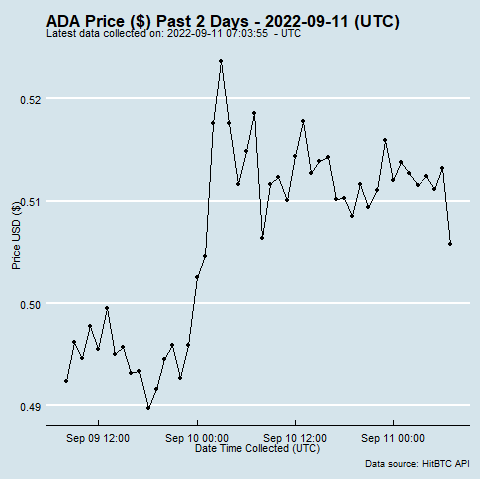 ADA Price ($) Past 2 Days - 2022-09-11 (UTC)
Latest data collected on: 2022-09-11 07:03:55  - UTC
0.52
0.51
0.50
0.49
Price USD ($)
Sep 09 12:00
Sep 10 00:00
Sep 10 12:00
Sep 11 00:00
Date Time Collected (UTC)
Data source: HitBTC API